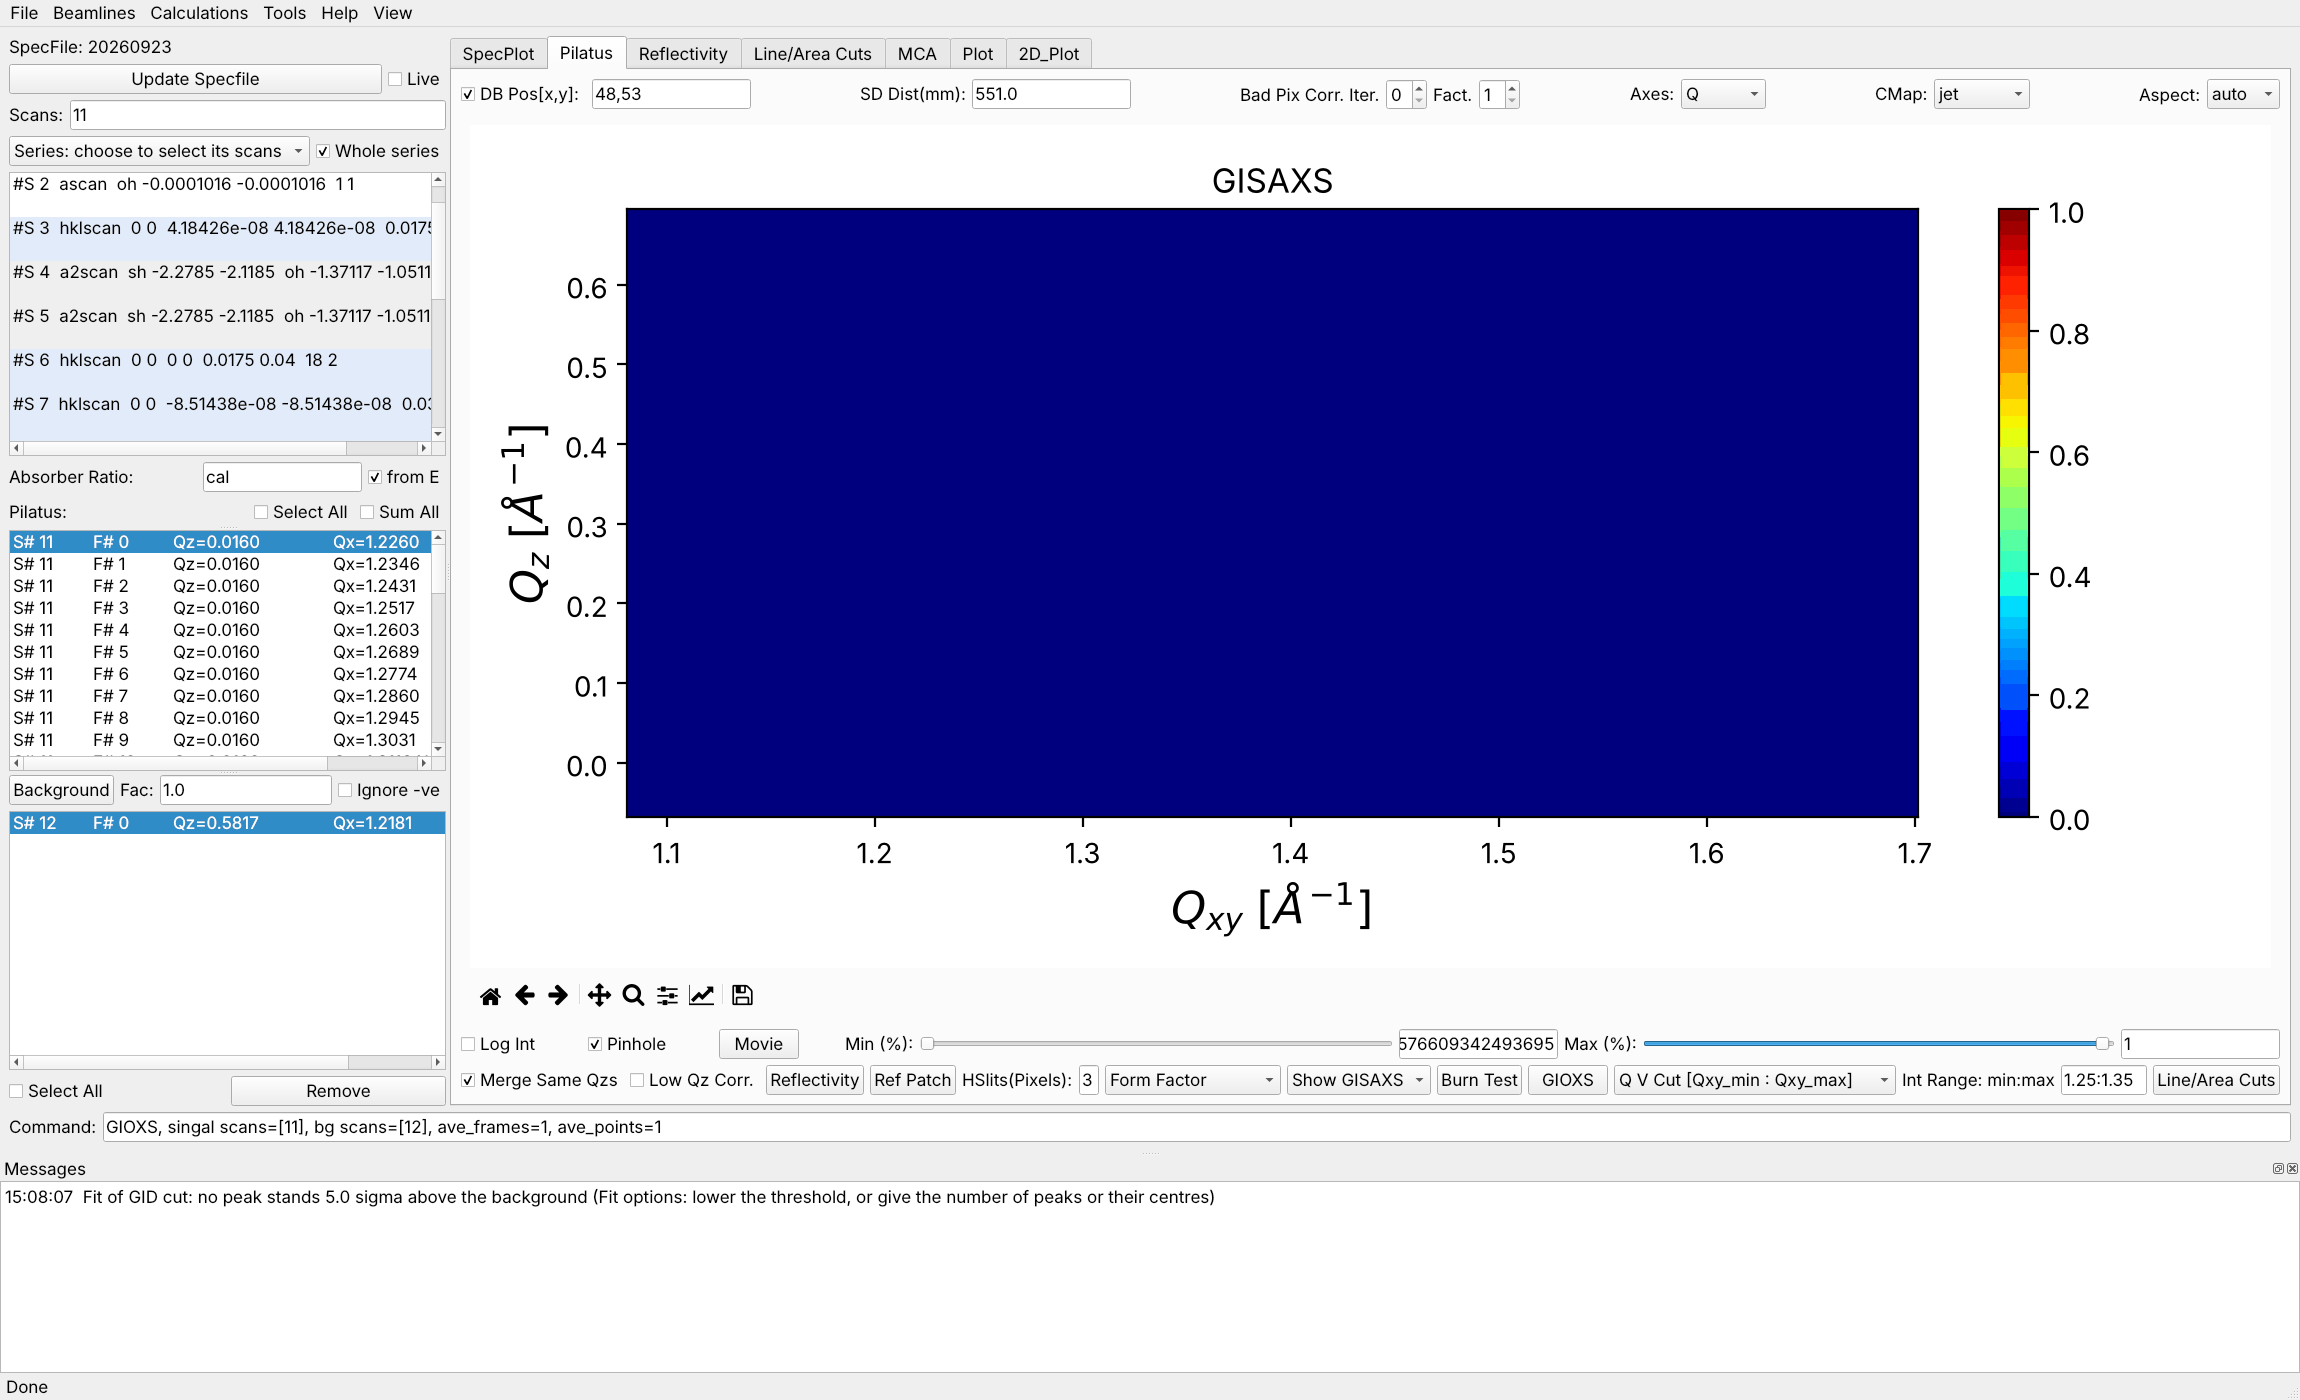 File Beamlines Calculations Tools Help View
SpecFile: 20260923
Update Specfile Live
Scans: 11
Series: choose to select its scans Whole series
#S 2 ascan oh -0.0001016 -0.0001016 1 1
#S 3 hklscan 0 0 4.18426e-08 4.18426e-08 0.0175
#S 4 a2scan sh -2.2785 -2.1185 oh -1.37117 -1.0511
#S 5 a2scan sh -2.2785 -2.1185 oh -1.37117 -1.0511
#S 6 hklscan 0 0 0 0 0.0175 0.04 18 2
#S 7 hklscan 0 0 -8.51438e-08 -8.51438e-08 0.03
Absorber Ratio: cal from E
Pilatus: Select All Sum All
S# 11 F# 0 Qz=0.0160 Qx=1.2260
S# 11 F# 1 Qz=0.0160 Qx=1.2346
S# 11 F# 2 Qz=0.0160 Qx=1.2431
S# 11 F# 3 Qz=0.0160 Qx=1.2517
S# 11 F# 4 Qz=0.0160 Qx=1.2603
S# 11 F# 5 Qz=0.0160 Qx=1.2689
S# 11 F# 6 Qz=0.0160 Qx=1.2774
S# 11 F# 7 Qz=0.0160 Qx=1.2860
S# 11 F# 8 Qz=0.0160 Qx=1.2945
S# 11 F# 9 Qz=0.0160 Qx=1.3031
Background Fac: 1.0 Ignore -ve
S# 12 F# 0 Qz=0.5817 Qx=1.2181
Select All Remove
SpecPlot Pilatus Reflectivity Line/Area Cuts MCA Plot 2D_Plot
DB Pos[x,y]: 48,53 SD Dist(mm): 551.0 Bad Pix Corr. Iter. 0 Fact. 1 Axes: Q CMap: jet Aspect: auto
GISAXS
Qz [Å−1]
0.6
0.5
0.4
0.3
0.2
0.1
0.0
1.1 1.2 1.3 1.4 1.5 1.6 1.7
Qxy [Å−1]
1.0
0.8
0.6
0.4
0.2
0.0
Log Int Pinhole Movie Min (%): 576609342493695 Max (%): 1
Merge Same Qzs Low Qz Corr. Reflectivity Ref Patch HSlits(Pixels): 3 Form Factor Show GISAXS Burn Test GIOXS Q V Cut [Qxy_min : Qxy_max] Int Range: min:max 1.25:1.35 Line/Area Cuts
Command: GIOXS, singal scans=[11], bg scans=[12], ave_frames=1, ave_points=1
Messages
15:08:07 Fit of GID cut: no peak stands 5.0 sigma above the background (Fit options: lower the threshold, or give the number of peaks or their centres)
Done